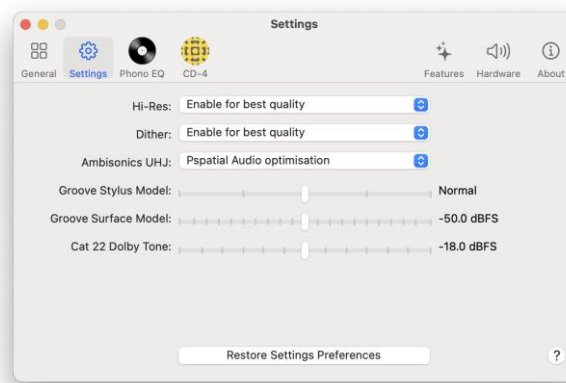 Settings
General Settings Phono EQ CD-4 Features Hardware About
Hi-Res: Enable for best quality
Dither: Enable for best quality
Ambisonics UHJ: Pspatial Audio optimisation
Groove Stylus Model: Normal
Groove Surface Model: -50.0 dBFS
Cat 22 Dolby Tone: -18.0 dBFS
Restore Settings Preferences ?